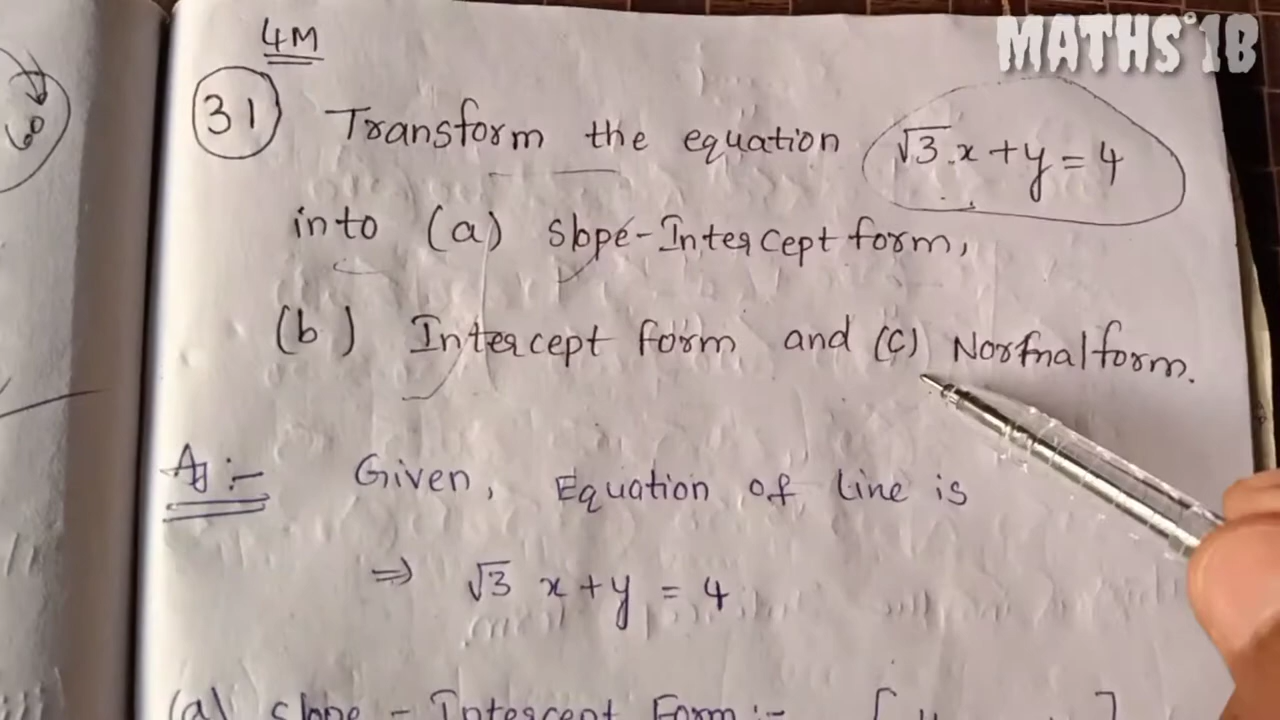 MATHS 1B
4M
60
31 Transform the equation √3.x + y = 4
into (a) slope-Intercept form,
(b) Intercept form and (c) Normal form.
A:- Given, Equation of line is
⇒ √3 x + y = 4
(a) slope - Intercept Form :- [ y ]